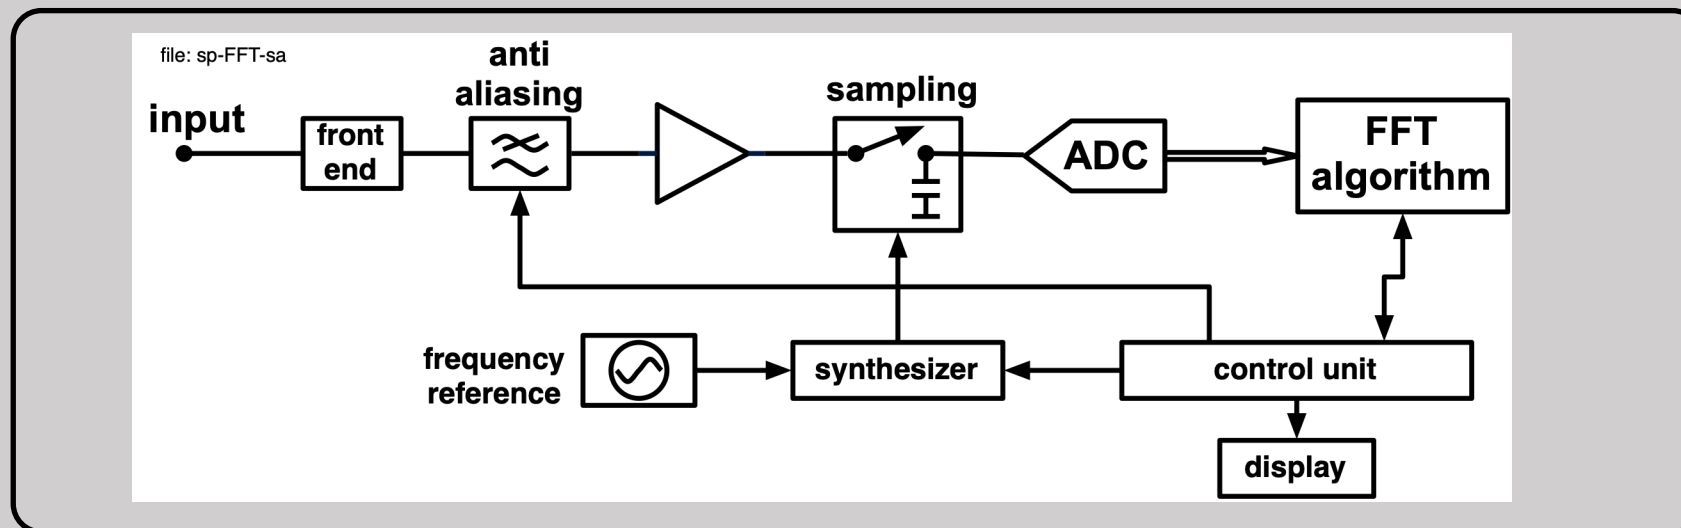 file: sp-FFT-sa
anti
aliasing
sampling
input
front
end
ADC
FFT
algorithm
frequency
reference
synthesizer
control unit
display